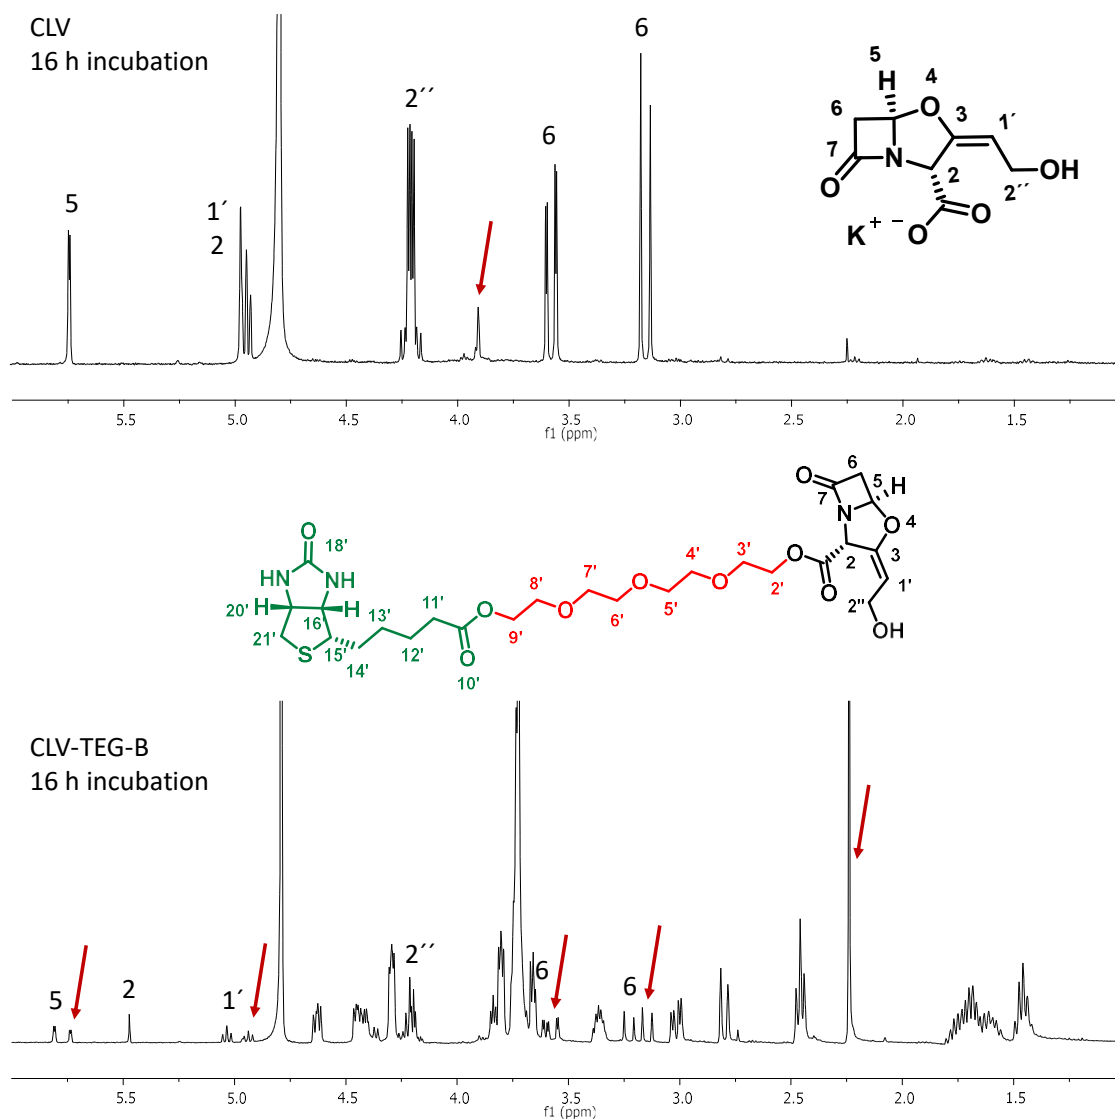 CLV
16 h incubation
5
1´
2
2´´
6
6
5
H
4
O
6
3
1´
7
N
2
OH
O
2´´
O
K+ –O
5.5 5.0 4.5 4.0 3.5 3.0 2.5 2.0 1.5
f1 (ppm)
O
18'
HN NH
20' H H
16'
13'
11'
21'
S
15'
14'
12'
O
10'
O
9'
8'
O
7'
6'
O
5'
4'
O
3'
2'
O
O
2
3
1'
2"
OH
O
7
6
5
H
N
O
4
CLV-TEG-B
16 h incubation
5
2
1´
2´´
6
6
5.5 5.0 4.5 4.0 3.5 3.0 2.5 2.0 1.5
f1 (ppm)